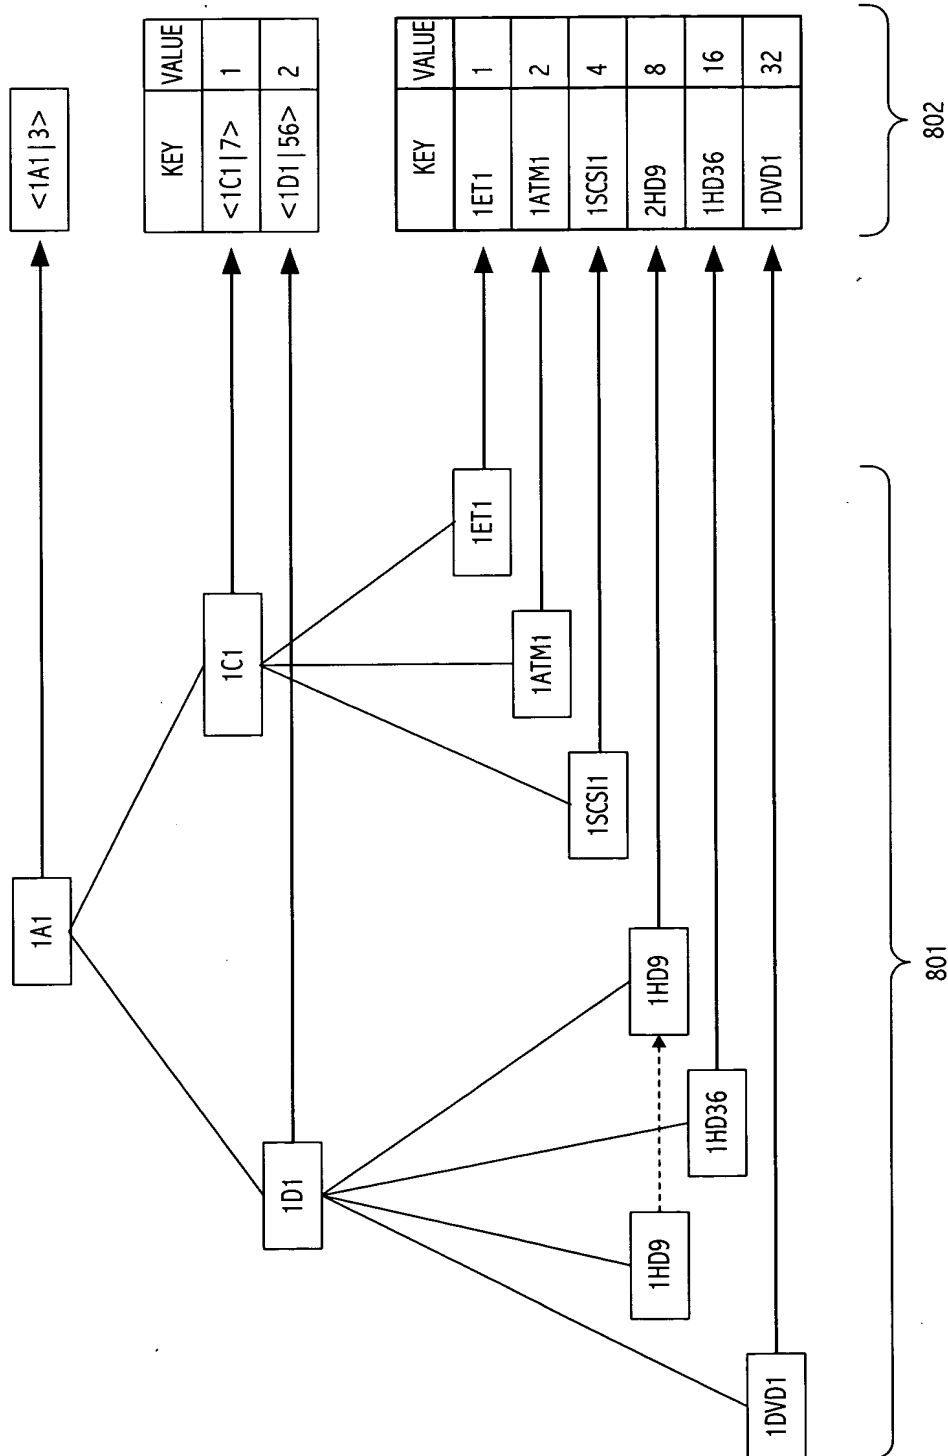 1A1
<1A1|3>
1C1
1D1
KEY VALUE
<1C1|7> 1
<1D1|56> 2
1ET1
1ATM1
1SCSI1
1HD9
1HD36
1HD9
1DVD1
KEY VALUE
1ET1 1
1ATM1 2
1SCSI1 4
2HD9 8
1HD36 16
1DVD1 32
801
802